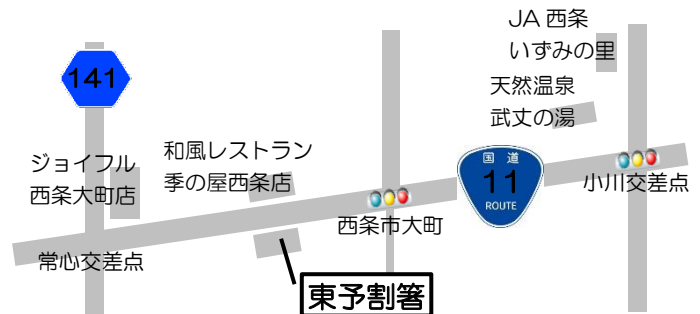 JA 西条
いずみの里
141
天然温泉
武丈の湯
和風レストラン
季の屋西条店
ジョイフル
西条大町店
国道
11
ROUTE
小川交差点
西条市大町
常心交差点
東予割箸